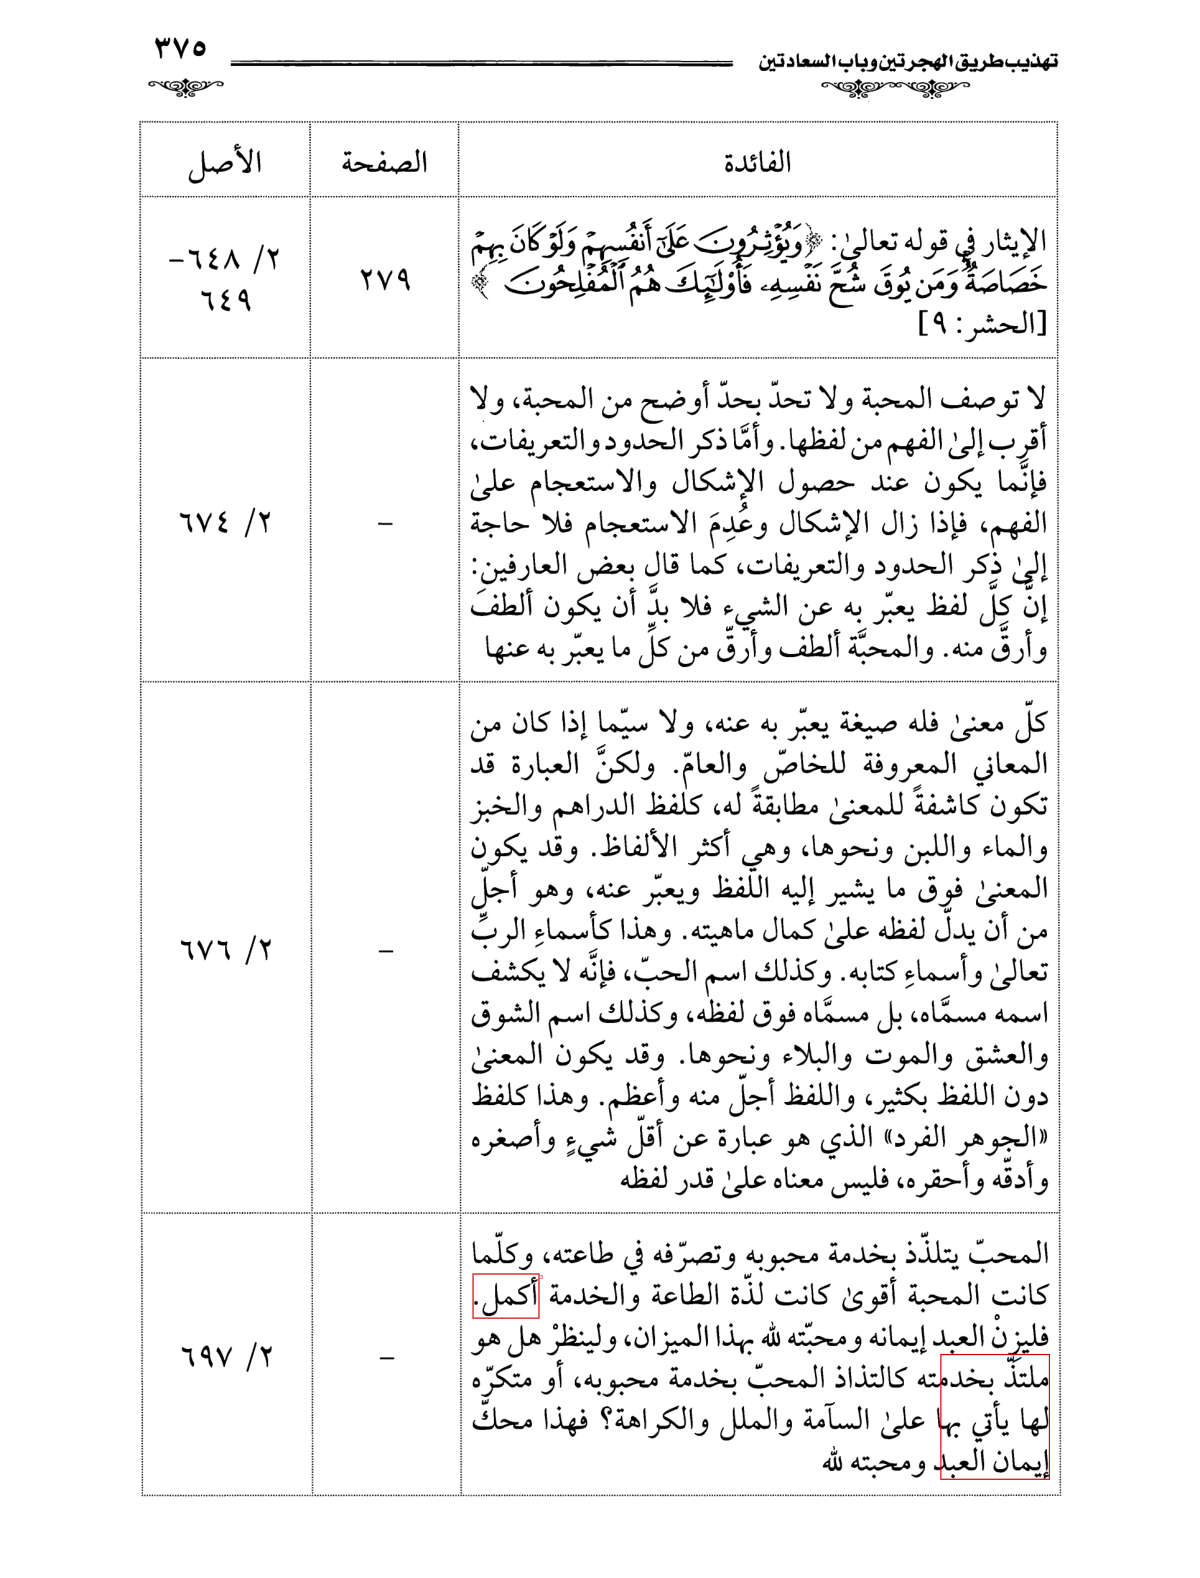 تهذيب طريق الهجرتين وباب السعادتين
٣٧٥
الفائدة
الصفحة
الأصل
الإيثار في قوله تعالىٰ: ﴿وَيُؤْثِرُونَ عَلَىٰٓ أَنفُسِهِمْ وَلَوْ كَانَ بِهِمْ
خَصَاصَةٌ وَمَن يُوقَ شُحَّ نَفْسِهِۦ فَأُوْلَٰٓئِكَ هُمُ ٱلْمُفْلِحُونَ﴾
[الحشر: ٩]
٢٧٩
٢/ ٦٤٨–
٦٤٩
لا توصف المحبة ولا تحدّ بحدّ أوضح من المحبة، ولا
أقرب إلىٰ الفهم من لفظها. وأمَّا ذكر الحدود والتعريفات،
فإنَّما يكون عند حصول الإشكال والاستعجام علىٰ
الفهم، فإذا زال الإشكال وعُدِمَ الاستعجام فلا حاجة
إلىٰ ذكر الحدود والتعريفات، كما قال بعض العارفين:
إنَّ كلَّ لفظ يعبّر به عن الشيء فلا بدَّ أن يكون ألطفَ
وأرقَّ منه. والمحبَّة ألطف وأرقّ من كلِّ ما يعبّر به عنها
–
٢/ ٦٧٤
كلّ معنىٰ فله صيغة يعبّر به عنه، ولا سيّما إذا كان من
المعاني المعروفة للخاصّ والعامّ. ولكنَّ العبارة قد
تكون كاشفةً للمعنىٰ مطابقةً له، كلفظ الدراهم والخبز
والماء واللبن ونحوها، وهي أكثر الألفاظ. وقد يكون
المعنىٰ فوق ما يشير إليه اللفظ ويعبّر عنه، وهو أجلّ
من أن يدلّ لفظه علىٰ كمال ماهيته. وهذا كأسماءِ الربِّ
تعالىٰ وأسماءِ كتابه. وكذلك اسم الحبّ، فإنَّه لا يكشف
اسمه مسمَّاه، بل مسمَّاه فوق لفظه، وكذلك اسم الشوق
والعشق والموت والبلاء ونحوها. وقد يكون المعنىٰ
دون اللفظ بكثير، واللفظ أجلّ منه وأعظم. وهذا كلفظ
«الجوهر الفرد» الذي هو عبارة عن أقلّ شيءٍ وأصغره
وأدقّه وأحقره، فليس معناه علىٰ قدر لفظه
–
٢/ ٦٧٦
المحبّ يتلذّذ بخدمة محبوبه وتصرّفه في طاعته، وكلّما
كانت المحبة أقوىٰ كانت لذّة الطاعة والخدمة أكمل.
فليزِنْ العبد إيمانه ومحبّته لله بهذا الميزان، ولينظرْ هل هو
ملتذّ بخدمته كالتذاذ المحبّ بخدمة محبوبه، أو متكرّه
لها يأتي بها علىٰ السآمة والملل والكراهة؟ فهذا محكّ
إيمان العبد ومحبته لله
–
٢/ ٦٩٧